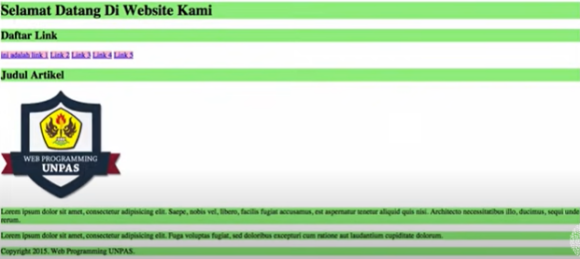 Selamat Datang Di Website Kami
Daftar Link
ini adalah link 1 Link 2 Link 3 Link 4 Link 5
Judul Artikel
WEB PROGRAMMING
UNPAS
Lorem ipsum dolor sit amet, consectetur adipisicing elit. Saepe, nobis vel, libero, facilis fugiat accusamus, est aspernatur tenetur aliquid quis nisi. Architecto necessitatibus illo, ducimus, sequi unde
rerum.
Lorem ipsum dolor sit amet, consectetur adipisicing elit. Fuga voluptas fugiat, sed doloribus excepturi cum ratione aut laudantium cupiditate dolorum.
Copyright 2015. Web Programming UNPAS.